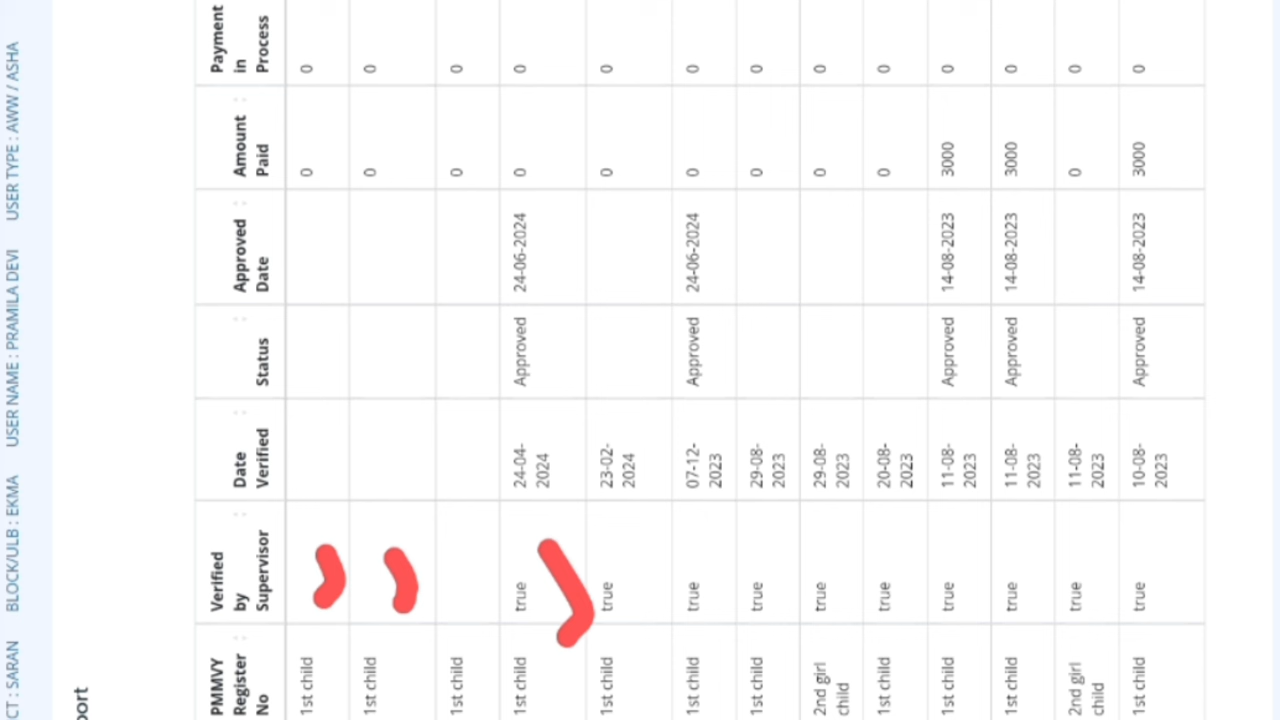 CT : SARAN BLOCK/ULB : EKMA USER NAME : PRAMILA DEVI USER TYPE : AWW / ASHA
PMMVY Register No : Verified by Supervisor : Date Verified : Status : Approved Date : Amount Paid : Payment in Process
1st child 0 0
1st child 0 0
1st child 0 0
1st child true 24-04-2024 Approved 24-06-2024 0 0
1st child true 23-02-2024 0 0
1st child true 07-12-2023 Approved 24-06-2024 0 0
1st child true 29-08-2023 0 0
2nd girl child true 29-08-2023 0 0
1st child true 20-08-2023 0 0
1st child true 11-08-2023 Approved 14-08-2023 3000 0
1st child true 11-08-2023 Approved 14-08-2023 3000 0
2nd girl child true 11-08-2023 0 0
1st child true 10-08-2023 Approved 14-08-2023 3000 0